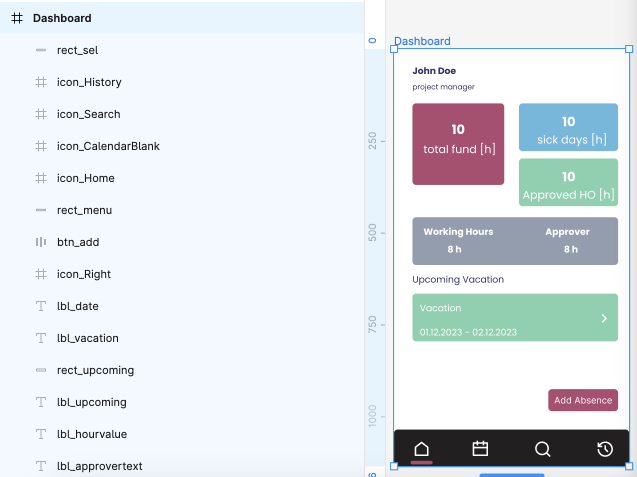 Dashboard
rect_sel
icon_History
icon_Search
icon_CalendarBlank
icon_Home
rect_menu
btn_add
icon_Right
lbl_date
lbl_vacation
rect_upcoming
lbl_upcoming
lbl_hourvalue
lbl_approvertext
0
250
500
750
1000
Dashboard
John Doe
project manager
10
total fund [h]
10
sick days [h]
10
Approved HO [h]
Working Hours
Approver
8 h
8 h
Upcoming Vacation
Vacation
01.12.2023 - 02.12.2023
Add Absence